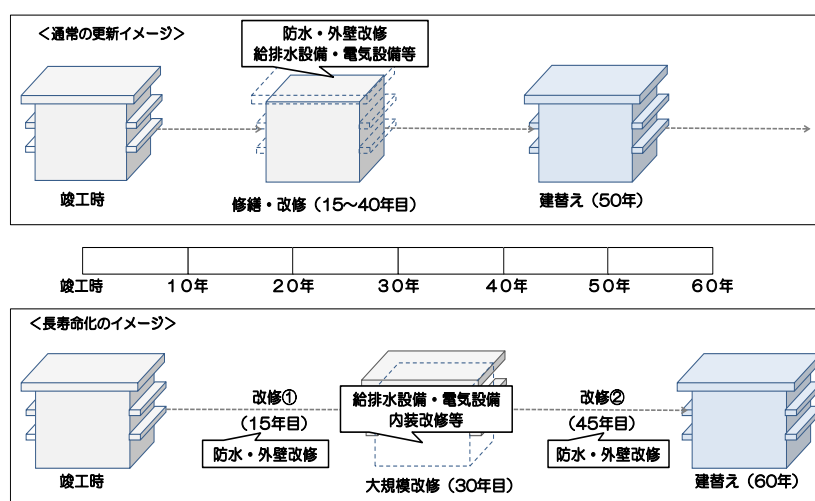 <通常の更新イメージ>
防水・外壁改修
給排水設備・電気設備等
竣工時
修繕・改修(15~40年目)
建替え(50年)
竣工時
10年
20年
30年
40年
50年
60年
<長寿命化のイメージ>
改修①
(15年目)
防水・外壁改修
給排水設備・電気設備
内装改修等
改修②
(45年目)
防水・外壁改修
竣工時
大規模改修(30年目)
建替え(60年)